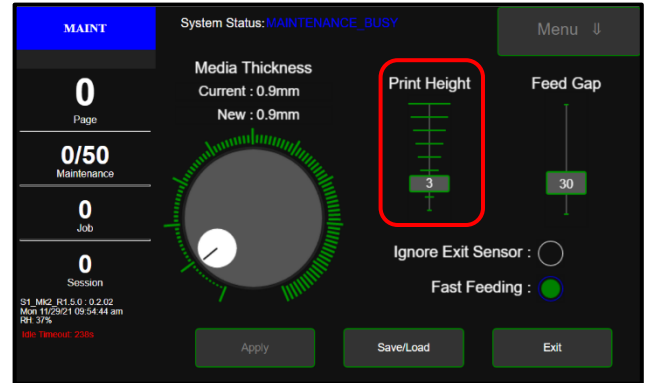 MAINT
System Status:MAINTENANCE_BUSY
Menu ⇓
0
Page
0/50
Maintenance
0
Job
0
Session
S1_Mk2_R1.5.0 : 0.2.02
Mon 11/29/21 09:54:44 am
RH: 37%
Idle Timeout: 238s
Media Thickness
Current : 0.9mm
New : 0.9mm
Print Height
3
Feed Gap
30
Ignore Exit Sensor :
Fast Feeding :
Apply
Save/Load
Exit